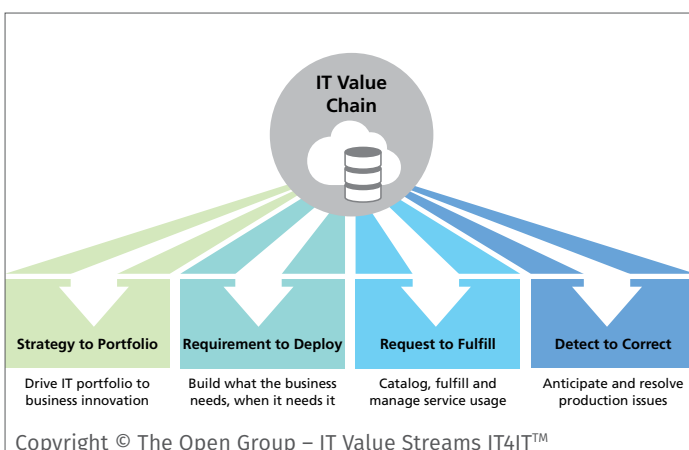 IT Value
Chain
Strategy to Portfolio
Requirement to Deploy
Request to Fulfill
Detect to Correct
Drive IT portfolio to
business innovation
Build what the business
needs, when it needs it
Catalog, fulfill and
manage service usage
Anticipate and resolve
production issues
Copyright © The Open Group – IT Value Streams IT4IT™